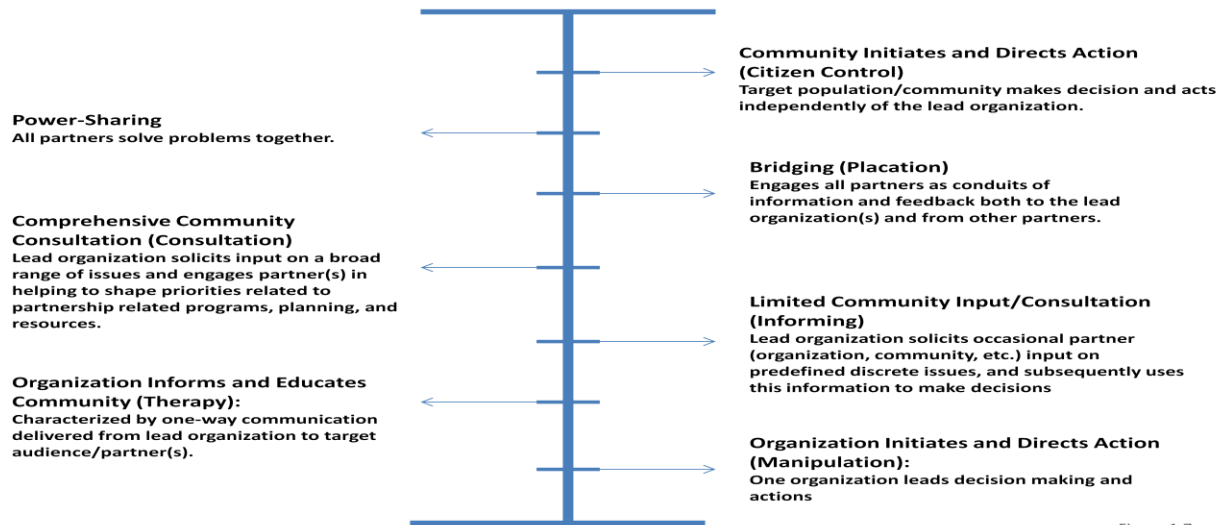 Community Initiates and Directs Action
(Citizen Control)
Target population/community makes decision and acts
independently of the lead organization.
Power-Sharing
All partners solve problems together.
Bridging (Placation)
Engages all partners as conduits of
information and feedback both to the lead
organization(s) and from other partners.
Comprehensive Community
Consultation (Consultation)
Lead organization solicits input on a broad
range of issues and engages partner(s) in
helping to shape priorities related to
partnership related programs, planning, and
resources.
Limited Community Input/Consultation
(Informing)
Lead organization solicits occasional partner
(organization, community, etc.) input on
predefined discrete issues, and subsequently uses
this information to make decisions
Organization Informs and Educates
Community (Therapy):
Characterized by one-way communication
delivered from lead organization to target
audience/partner(s).
Organization Initiates and Directs Action
(Manipulation):
One organization leads decision making and
actions